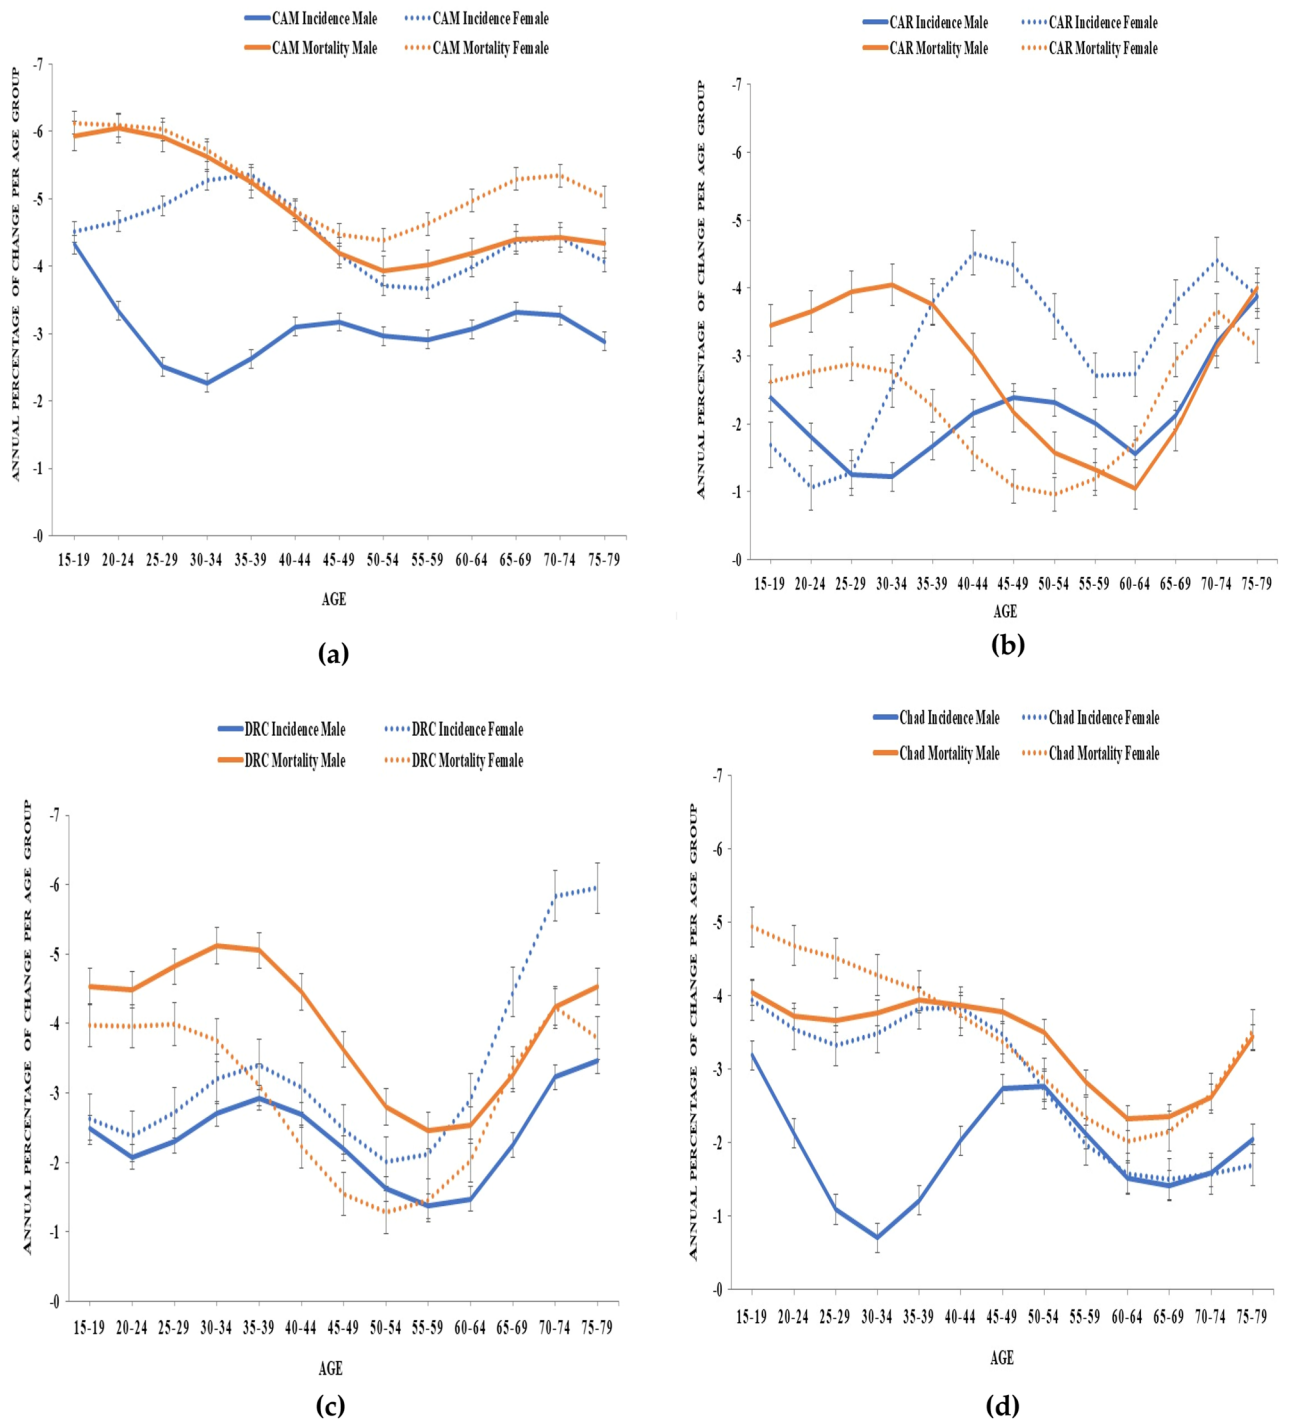 CAM Incidence Male CAM Incidence Female
CAM Mortality Male CAM Mortality Female
ANNUAL PERCENTAGE OF CHANGE PER AGE GROUP
-7
-6
-5
-4
-3
-2
-1
-0
15-19 20-24 25-29 30-34 35-39 40-44 45-49 50-54 55-59 60-64 65-69 70-74 75-79
AGE
(a)
CAR Incidence Male CAR Incidence Female
CAR Mortality Male CAR Mortality Female
ANNUAL PERCENTAGE OF CHANGE PER AGE GROUP
-7
-6
-5
-4
-3
-2
-1
-0
15-19 20-24 25-29 30-34 35-39 40-44 45-49 50-54 55-59 60-64 65-69 70-74 75-79
AGE
(b)
DRC Incidence Male DRC Incidence Female
DRC Mortality Male DRC Mortality Female
ANNUAL PERCENTAGE OF CHANGE PER AGE GROUP
-7
-6
-5
-4
-3
-2
-1
-0
15-19 20-24 25-29 30-34 35-39 40-44 45-49 50-54 55-59 60-64 65-69 70-74 75-79
AGE
(c)
Chad Incidence Male Chad Incidence Female
Chad Mortality Male Chad Mortality Female
ANNUAL PERCENTAGE OF CHANGE PER AGE GROUP
-7
-6
-5
-4
-3
-2
-1
-0
15-19 20-24 25-29 30-34 35-39 40-44 45-49 50-54 55-59 60-64 65-69 70-74 75-79
AGE
(d)